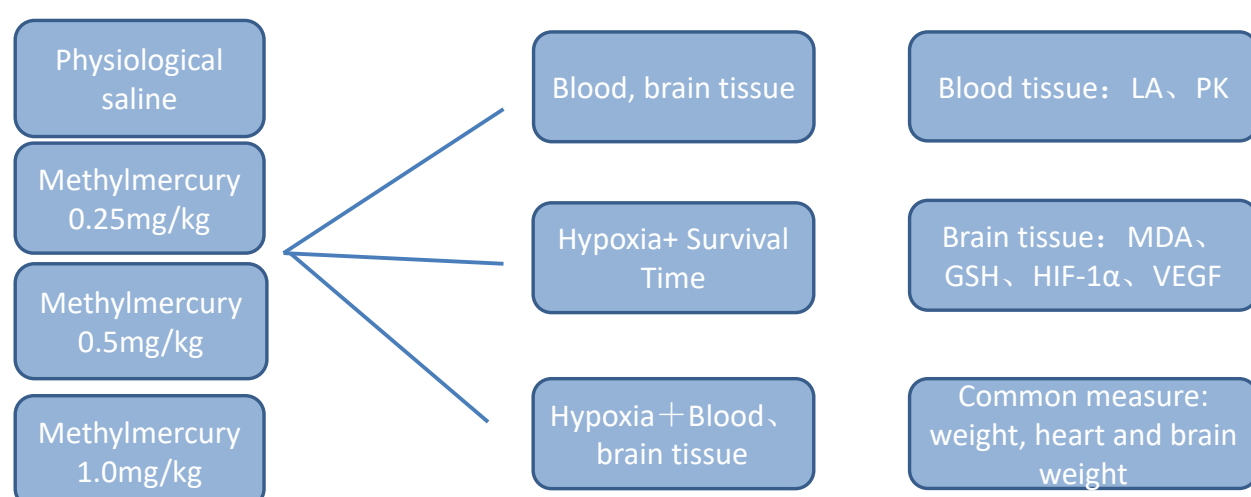 Physiological
saline
Methylmercury
0.25mg/kg
Methylmercury
0.5mg/kg
Methylmercury
1.0mg/kg
Blood, brain tissue
Hypoxia+ Survival
Time
Hypoxia＋Blood、
brain tissue
Blood tissue：LA、PK
Brain tissue：MDA、
GSH、HIF-1α、VEGF
Common measure:
weight, heart and brain
weight